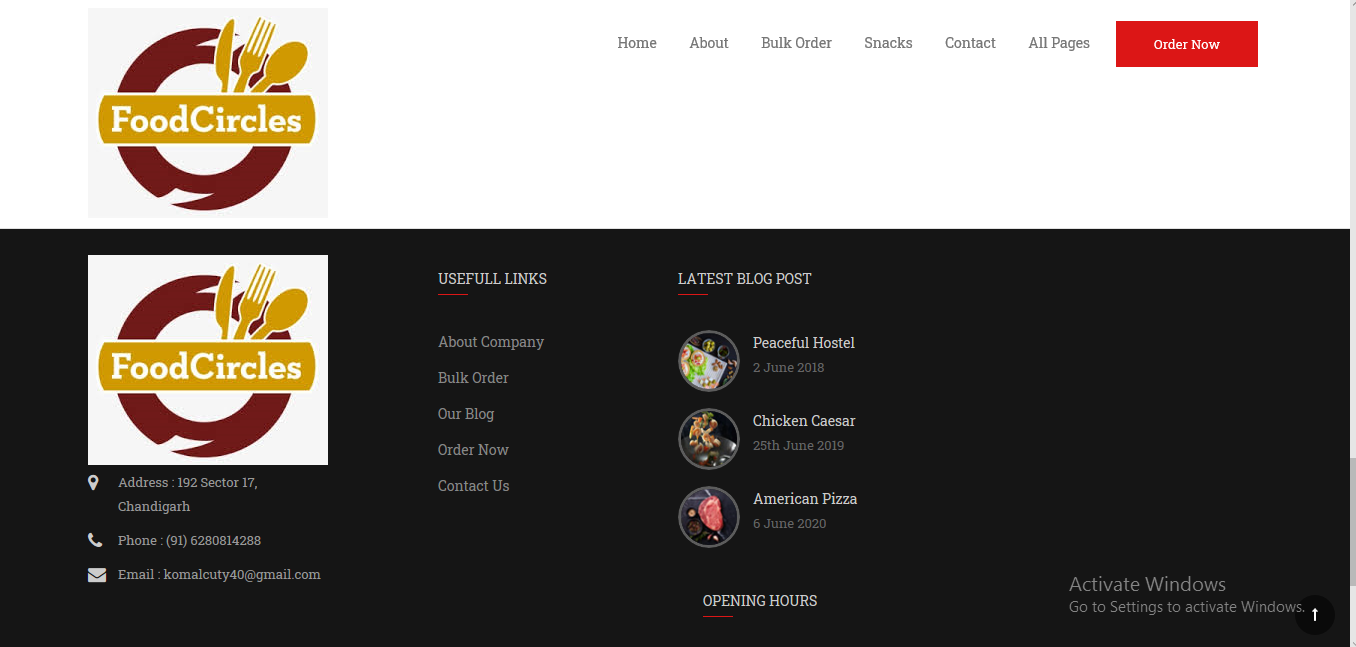 FoodCircles
Home
About
Bulk Order
Snacks
Contact
All Pages
Order Now
FoodCircles
Address : 192 Sector 17,
Chandigarh
Phone : (91) 6280814288
Email : komalcuty40@gmail.com
USEFULL LINKS
About Company
Bulk Order
Our Blog
Order Now
Contact Us
LATEST BLOG POST
Peaceful Hostel
2 June 2018
Chicken Caesar
25th June 2019
American Pizza
6 June 2020
OPENING HOURS
Activate Windows
Go to Settings to activate Windows.